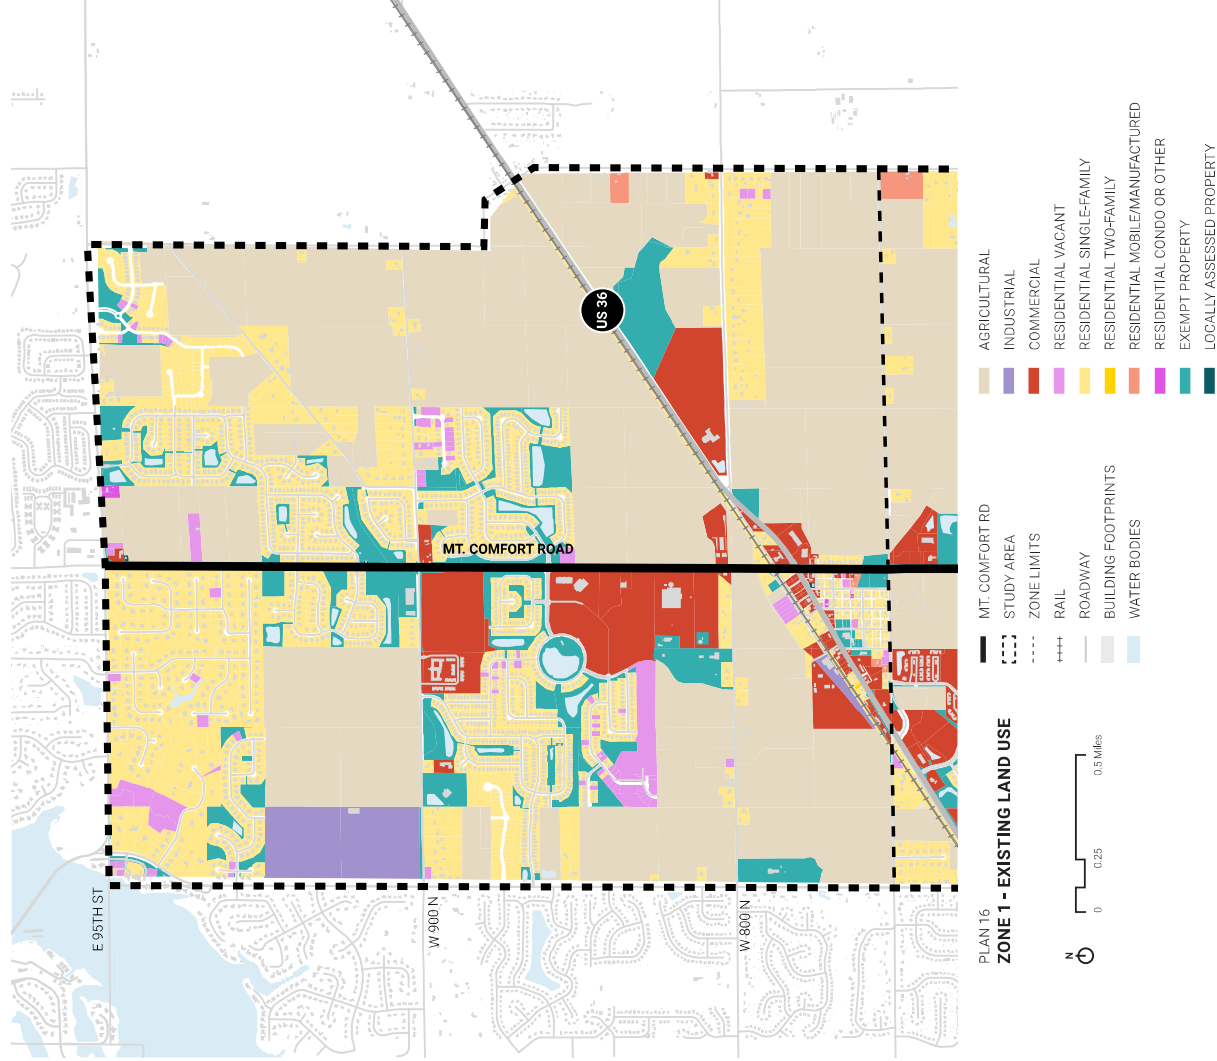 E 95TH ST
W 900 N
W 800 N
MT. COMFORT ROAD
US 36
PLAN 16
ZONE 1 - EXISTING LAND USE
N
0
0.25
0.5 Miles
MT. COMFORT RD
STUDY AREA
ZONE LIMITS
RAIL
ROADWAY
BUILDING FOOTPRINTS
WATER BODIES
AGRICULTURAL
INDUSTRIAL
COMMERCIAL
RESIDENTIAL VACANT
RESIDENTIAL SINGLE-FAMILY
RESIDENTIAL TWO-FAMILY
RESIDENTIAL MOBILE/MANUFACTURED
RESIDENTIAL CONDO OR OTHER
EXEMPT PROPERTY
LOCALLY ASSESSED PROPERTY